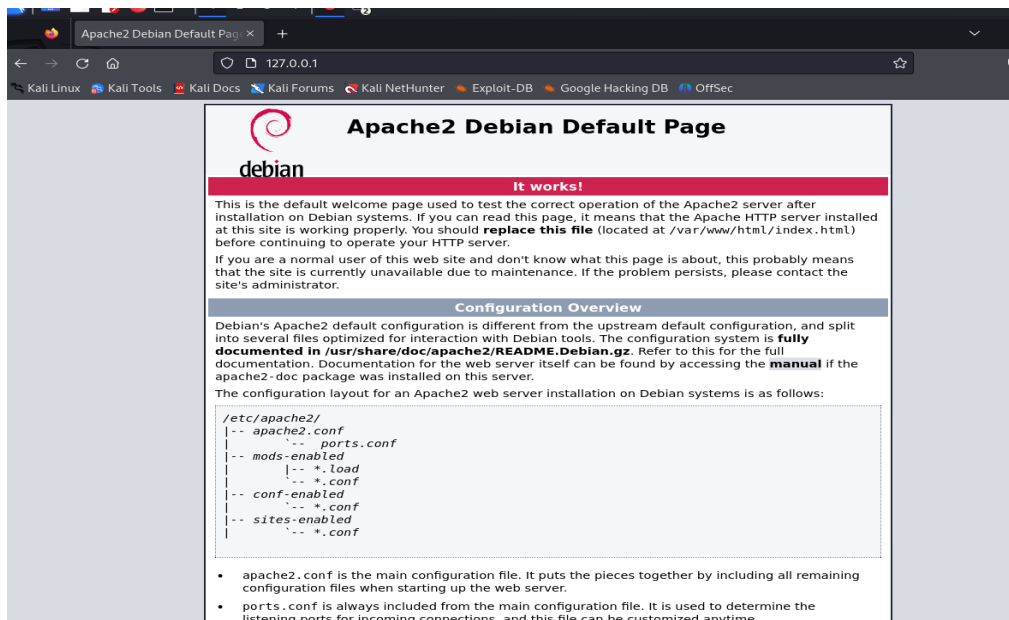 Apache2 Debian Default Pag
127.0.0.1
Kali Linux Kali Tools Kali Docs Kali Forums Kali NetHunter Exploit-DB Google Hacking DB OffSec
debian
Apache2 Debian Default Page
It works!
This is the default welcome page used to test the correct operation of the Apache2 server after
installation on Debian systems. If you can read this page, it means that the Apache HTTP server installed
at this site is working properly. You should replace this file (located at /var/www/html/index.html)
before continuing to operate your HTTP server.
If you are a normal user of this web site and don't know what this page is about, this probably means
that the site is currently unavailable due to maintenance. If the problem persists, please contact the
site's administrator.
Configuration Overview
Debian's Apache2 default configuration is different from the upstream default configuration, and split
into several files optimized for interaction with Debian tools. The configuration system is fully
documented in /usr/share/doc/apache2/README.Debian.gz. Refer to this for the full
documentation. Documentation for the web server itself can be found by accessing the manual if the
apache2-doc package was installed on this server.
The configuration layout for an Apache2 web server installation on Debian systems is as follows:
/etc/apache2/
|-- apache2.conf
|       `--  ports.conf
|-- mods-enabled
|       |-- *.load
|       `-- *.conf
|-- conf-enabled
|       `-- *.conf
|-- sites-enabled
|       `-- *.conf
• apache2.conf is the main configuration file. It puts the pieces together by including all remaining
configuration files when starting up the web server.
• ports.conf is always included from the main configuration file. It is used to determine the
listening ports for incoming connections, and this file can be customized anytime.